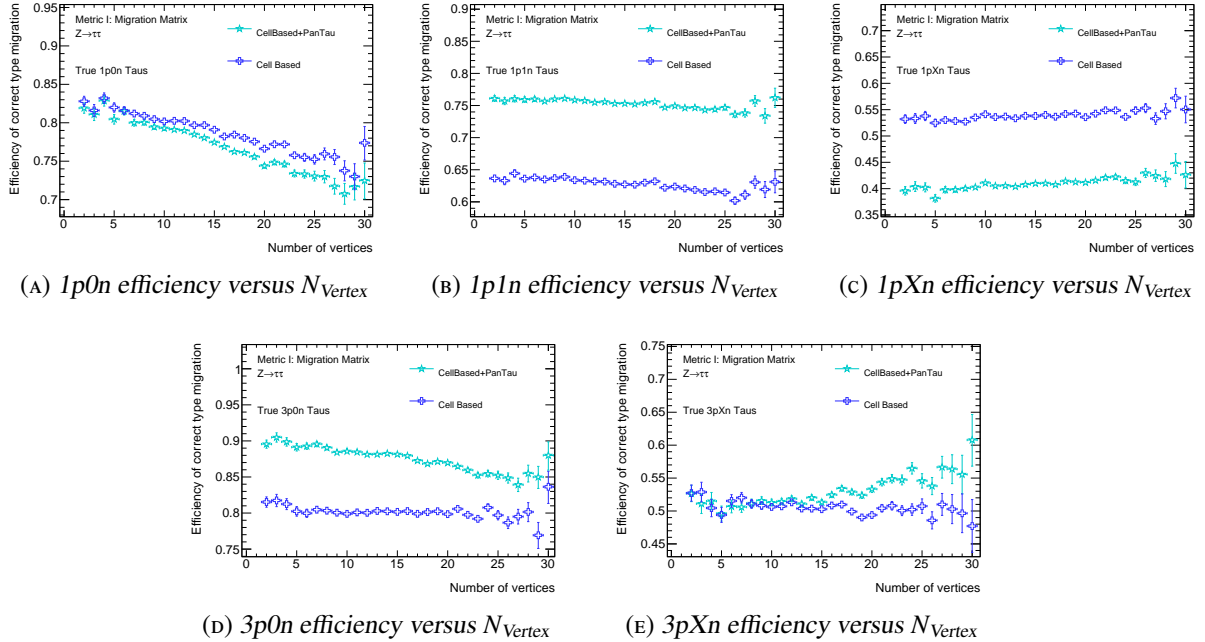 Efficiency of correct type migration
0.95
0.9
0.85
0.8
0.75
0.7
Metric I: Migration Matrix
Z→ττ
True 1p0n Taus
CellBased+PanTau
Cell Based
0 5 10 15 20 25 30
Number of vertices
(A) 1p0n efficiency versus N_Vertex
Efficiency of correct type migration
0.9
0.85
0.8
0.75
0.7
0.65
0.6
Metric I: Migration Matrix
Z→ττ
True 1p1n Taus
CellBased+PanTau
Cell Based
0 5 10 15 20 25 30
Number of vertices
(B) 1p1n efficiency versus N_Vertex
Efficiency of correct type migration
0.7
0.65
0.6
0.55
0.5
0.45
0.4
0.35
Metric I: Migration Matrix
Z→ττ
True 1pXn Taus
CellBased+PanTau
Cell Based
0 5 10 15 20 25 30
Number of vertices
(C) 1pXn efficiency versus N_Vertex
Efficiency of correct type migration
1
0.95
0.9
0.85
0.8
0.75
Metric I: Migration Matrix
Z→ττ
True 3p0n Taus
CellBased+PanTau
Cell Based
0 5 10 15 20 25 30
Number of vertices
(D) 3p0n efficiency versus N_Vertex
Efficiency of correct type migration
0.75
0.7
0.65
0.6
0.55
0.5
0.45
Metric I: Migration Matrix
Z→ττ
True 3pXn Taus
CellBased+PanTau
Cell Based
0 5 10 15 20 25 30
Number of vertices
(E) 3pXn efficiency versus N_Vertex